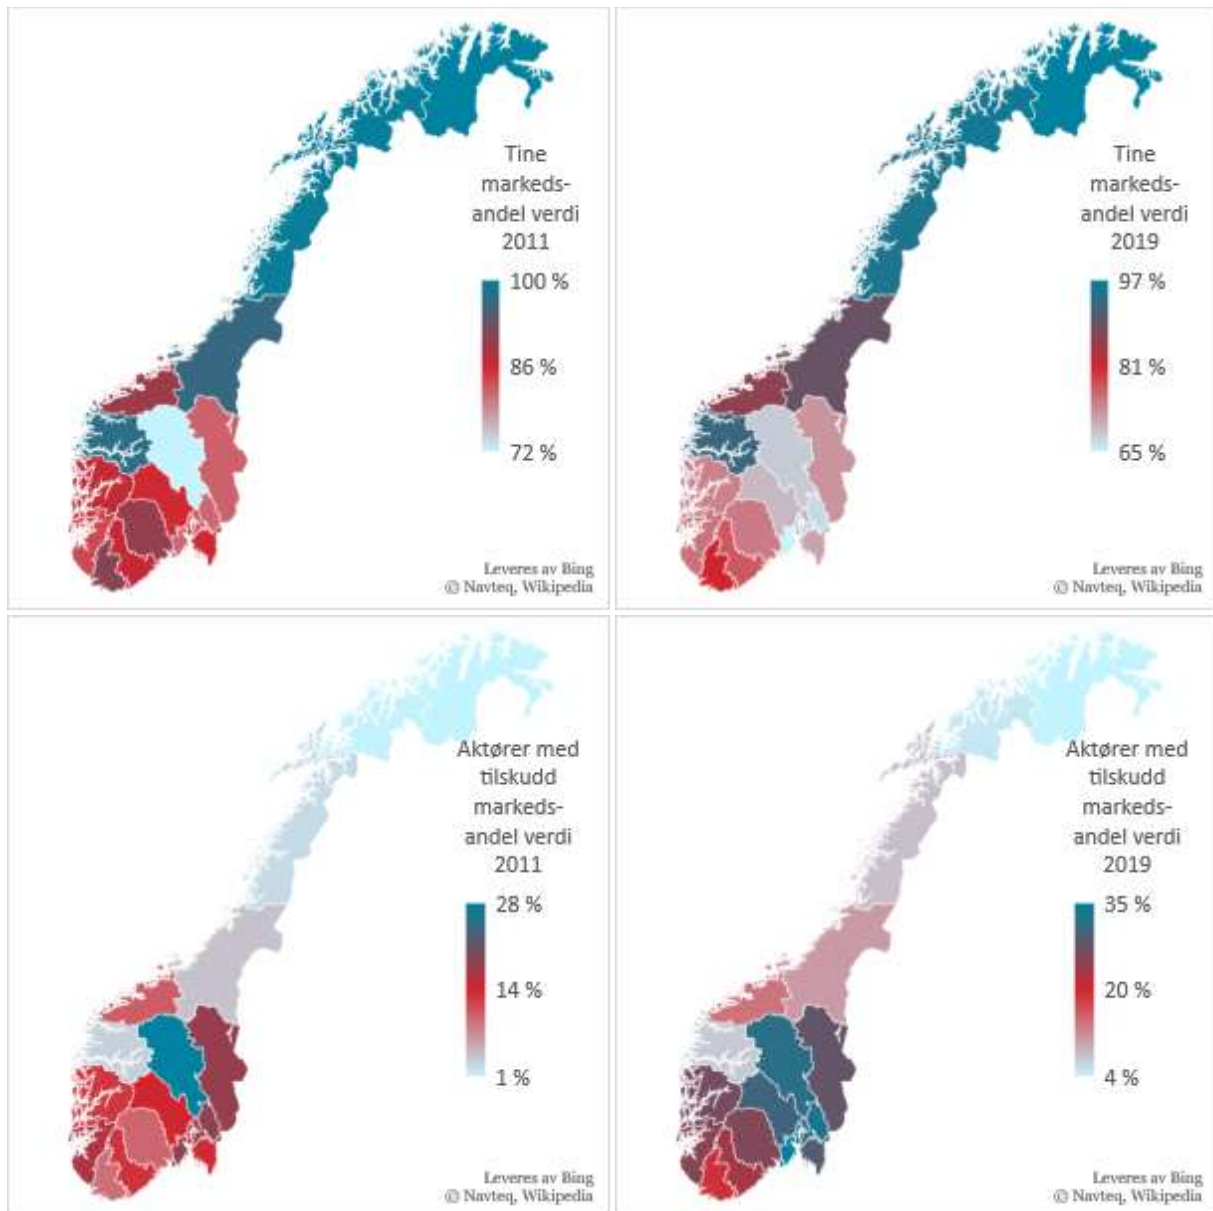 Tine
markeds-
andel verdi
2011
100 %
86 %
72 %
Leveres av Bing
© Navteq, Wikipedia
Tine
markeds-
andel verdi
2019
97 %
81 %
65 %
Leveres av Bing
© Navteq, Wikipedia
Aktører med
tilskudd
markeds-
andel verdi
2011
28 %
14 %
1 %
Leveres av Bing
© Navteq, Wikipedia
Aktører med
tilskudd
markeds-
andel verdi
2019
35 %
20 %
4 %
Leveres av Bing
© Navteq, Wikipedia